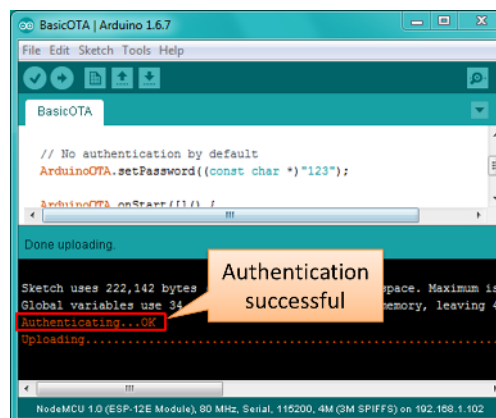 BasicOTA | Arduino 1.6.7
File Edit Sketch Tools Help
BasicOTA
// No authentication by default
ArduinoOTA.setPassword((const char *)"123");
ArduinoOTA.onStart([]() {
Done uploading.
Sketch uses 222,142 bytes space. Maximum is
Global variables use 34 memory, leaving 4
Authenticating...OK
Uploading................................................................
Authentication
successful
NodeMCU 1.0 (ESP-12E Module), 80 MHz, Serial, 115200, 4M (3M SPIFFS) on 192.168.1.102